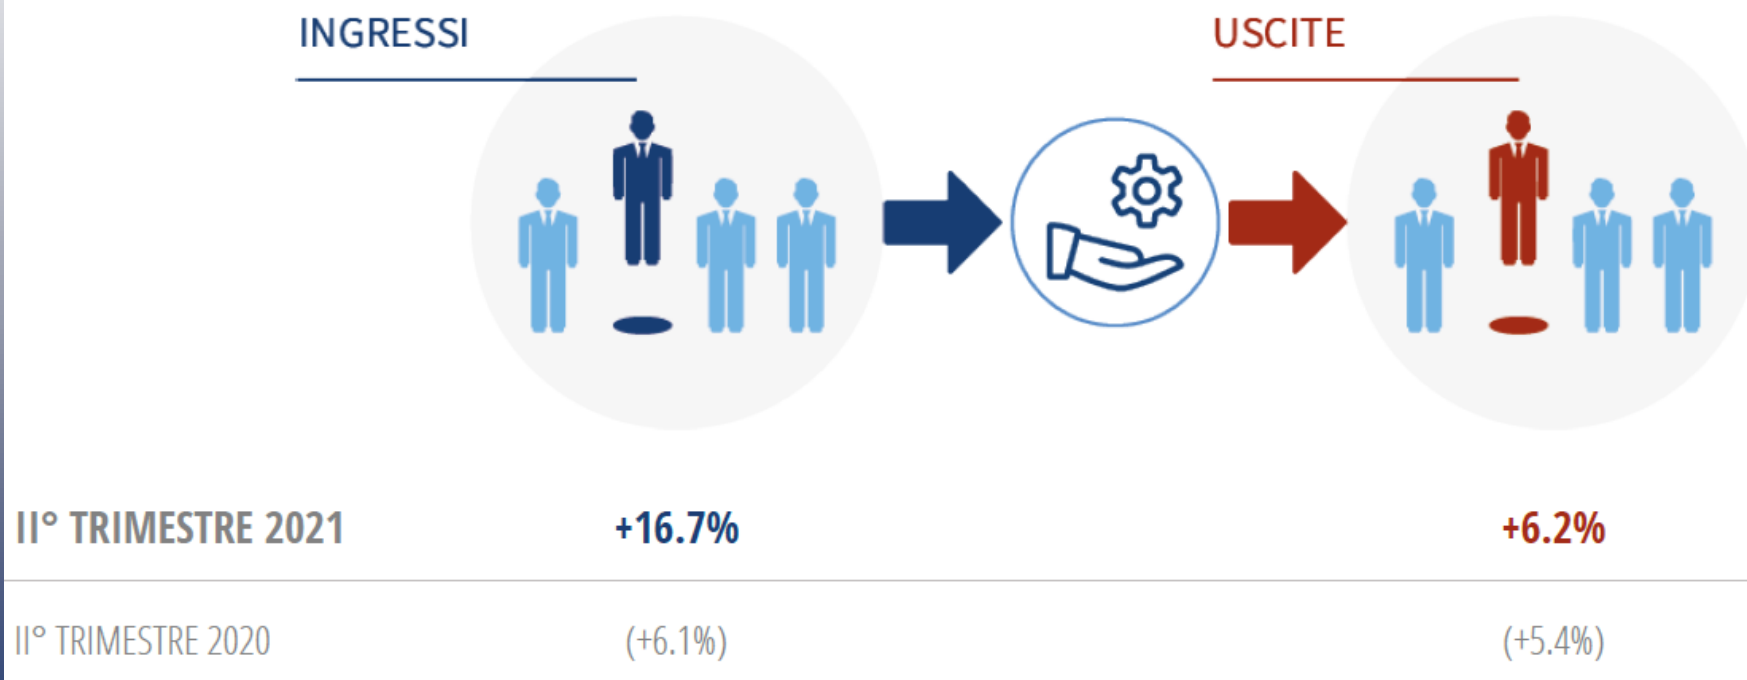 INGRESSI
USCITE
II° TRIMESTRE 2021 +16.7% +6.2%
II° TRIMESTRE 2020 (+6.1%) (+5.4%)